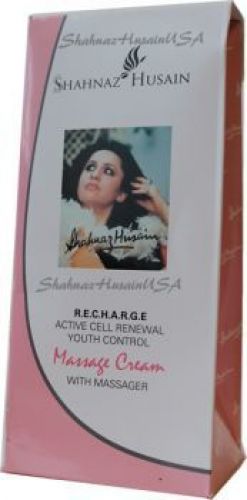 ShahnazHusainUSA
SHAHNAZ HUSAIN
Shahnaz Husain
ShahnazHusainUSA
R.E.C.H.A.R.G.E
ACTIVE CELL RENEWAL
YOUTH CONTROL
Massage Cream
WITH MASSAGER